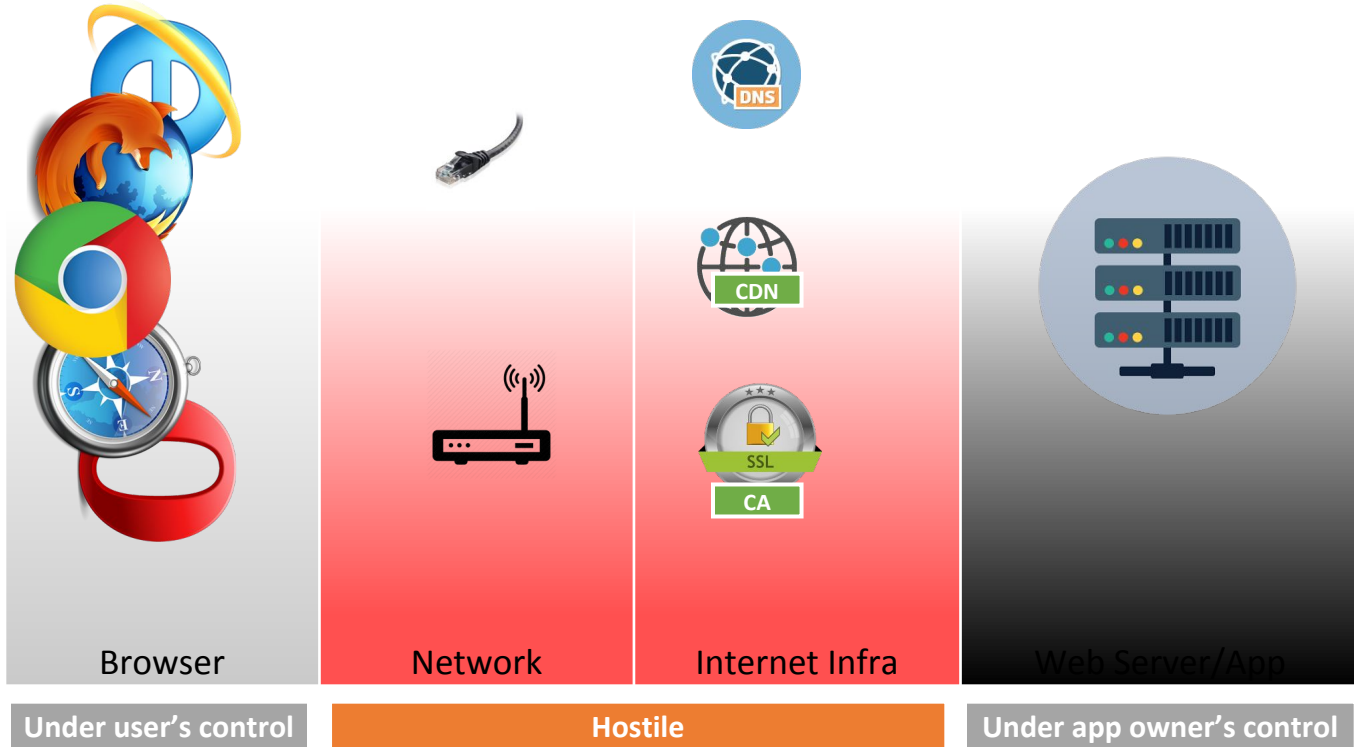 DNS
CDN
SSL
CA
Browser
Network
Internet Infra
Web Server/App
Under user's control
Hostile
Under app owner's control